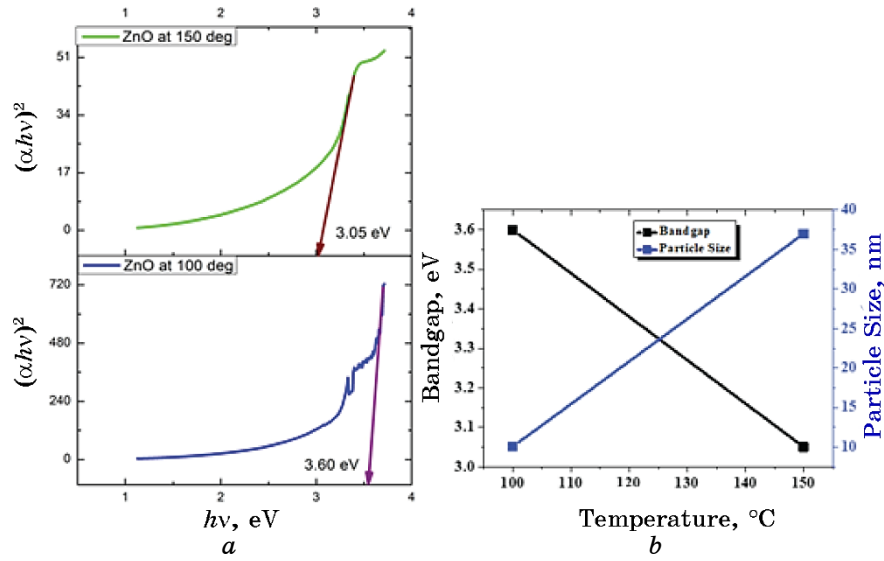 1 2 3 4
ZnO at 150 deg
51
34
17
0
(αhν)²
3.05 eV
ZnO at 100 deg
720
480
240
0
(αhν)²
3.60 eV
1 2 3 4
hν, eV
a
Bandgap
Particle Size
3.6
3.5
3.4
3.3
3.2
3.1
3.0
Bandgap, eV
40
35
30
25
20
15
10
Particle Size, nm
100 110 120 130 140 150
Temperature, °C
b